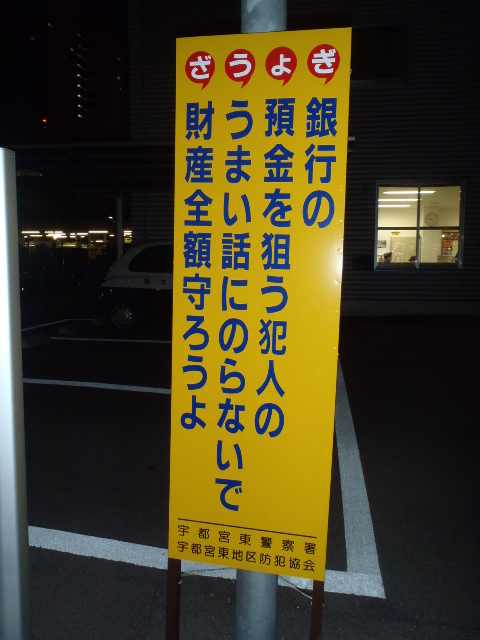 ぎ
銀行の
よ
預金を狙う犯人の
う
うまい話にのらないで
ざ
財産全額守ろうよ
宇都宮東警察署
宇都宮東地区防犯協会